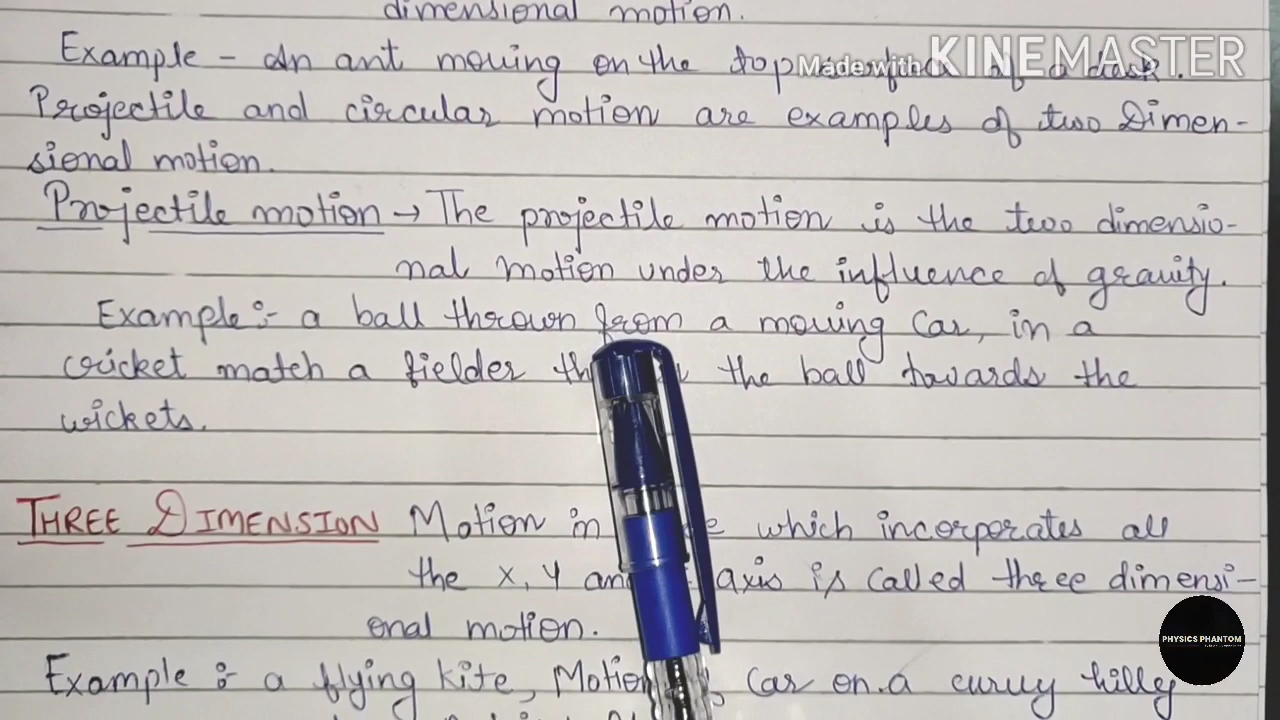 dimensional motion.
Example - An ant moving on the top of a desk.
Made with KINEMASTER
Projectile and circular motion are examples of two Dimen-
sional motion.
Projectile motion → The projectile motion is the two dimensio-
nal motion under the influence of gravity.
Example :- a ball thrown from a moving Car, in a
cricket match a fielder the ball towards the
wickets.
THREE DIMENSION Motion in which incorporates all
the X, Y and axis is called three dimensi-
onal motion.
PHYSICS PHANTOM
Example :- a flying kite, Motion Car on a curvy hilly